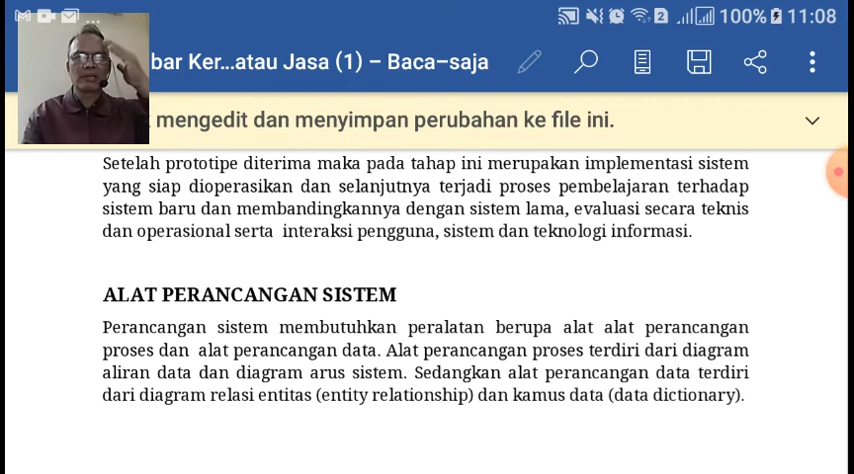 ...
2
100%
11:08
bar Ker...atau Jasa (1) – Baca-saja
mengedit dan menyimpan perubahan ke file ini.
Setelah prototipe diterima maka pada tahap ini merupakan implementasi sistem
yang siap dioperasikan dan selanjutnya terjadi proses pembelajaran terhadap
sistem baru dan membandingkannya dengan sistem lama, evaluasi secara teknis
dan operasional serta interaksi pengguna, sistem dan teknologi informasi.
ALAT PERANCANGAN SISTEM
Perancangan sistem membutuhkan peralatan berupa alat alat perancangan
proses dan alat perancangan data. Alat perancangan proses terdiri dari diagram
aliran data dan diagram arus sistem. Sedangkan alat perancangan data terdiri
dari diagram relasi entitas (entity relationship) dan kamus data (data dictionary).